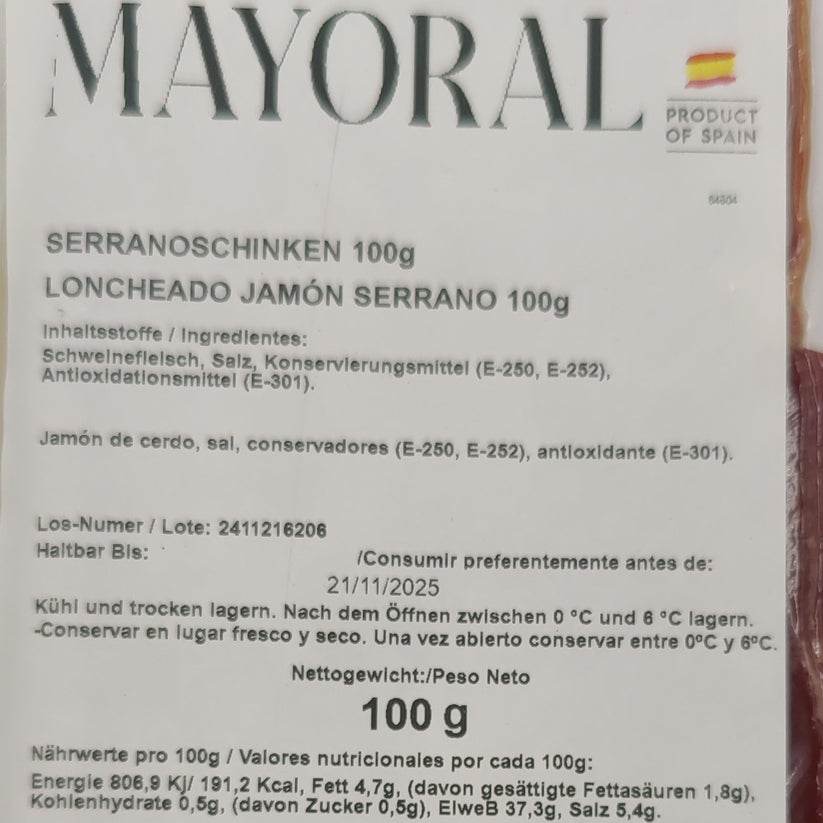 MAYORAL
PRODUCT
OF SPAIN
64604
SERRANOSCHINKEN 100g
LONCHEADO JAMÓN SERRANO 100g
Inhaltsstoffe / Ingredientes:
Schweinefleisch, Salz, Konservierungsmittel (E-250, E-252),
Antioxidationsmittel (E-301).
Jamón de cerdo, sal, conservadores (E-250, E-252), antioxidante (E-301).
Los-Numer / Lote: 2411216206
Haltbar Bis:
/Consumir preferentemente antes de:
21/11/2025
Kühl und trocken lagern. Nach dem Öffnen zwischen 0 °C und 6 °C lagern.
-Conservar en lugar fresco y seco. Una vez abierto conservar entre 0ºC y 6ºC.
Nettogewicht:/Peso Neto
100 g
Nährwerte pro 100g / Valores nutricionales por cada 100g:
Energie 806,9 Kj/ 191,2 Kcal, Fett 4,7g, (davon gesättigte Fettasäuren 1,8g),
Kohlenhydrate 0,5g, (davon Zucker 0,5g), EiweB 37,3g, Salz 5,4g.